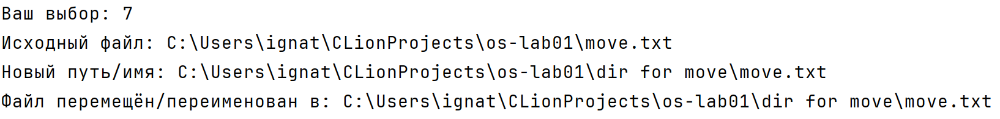 Ваш выбор: 7
Исходный файл: C:\Users\ignat\CLionProjects\os-lab01\move.txt
Новый путь/имя: C:\Users\ignat\CLionProjects\os-lab01\dir for move\move.txt
Файл перемещён/переименован в: C:\Users\ignat\CLionProjects\os-lab01\dir for move\move.txt